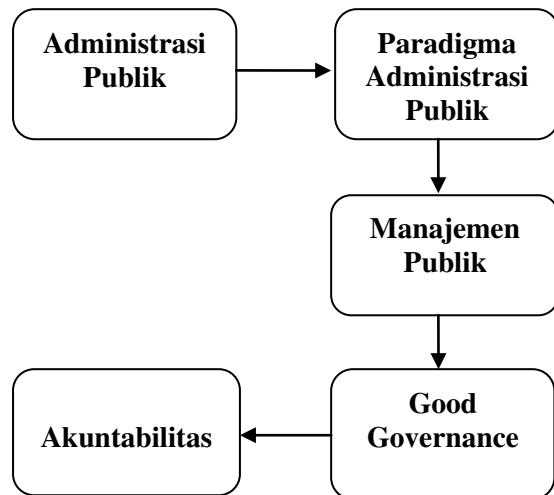 Administrasi
Publik
Paradigma
Administrasi
Publik
Manajemen
Publik
Good
Governance
Akuntabilitas